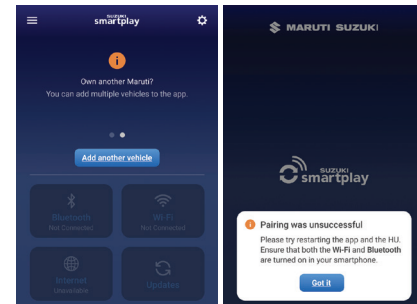 SUZUKI
smartplay
Own another Maruti?
You can add multiple vehicles to the app.
Add another vehicle
Bluetooth
Not Connected
Wi-Fi
Not Connected
Internet
Unavailable
Updates
MARUTI SUZUKI
SUZUKI
smartplay
Pairing was unsuccessful
Please try restarting the app and the HU.
Ensure that both the Wi-Fi and Bluetooth
are turned on in your smartphone.
Got it